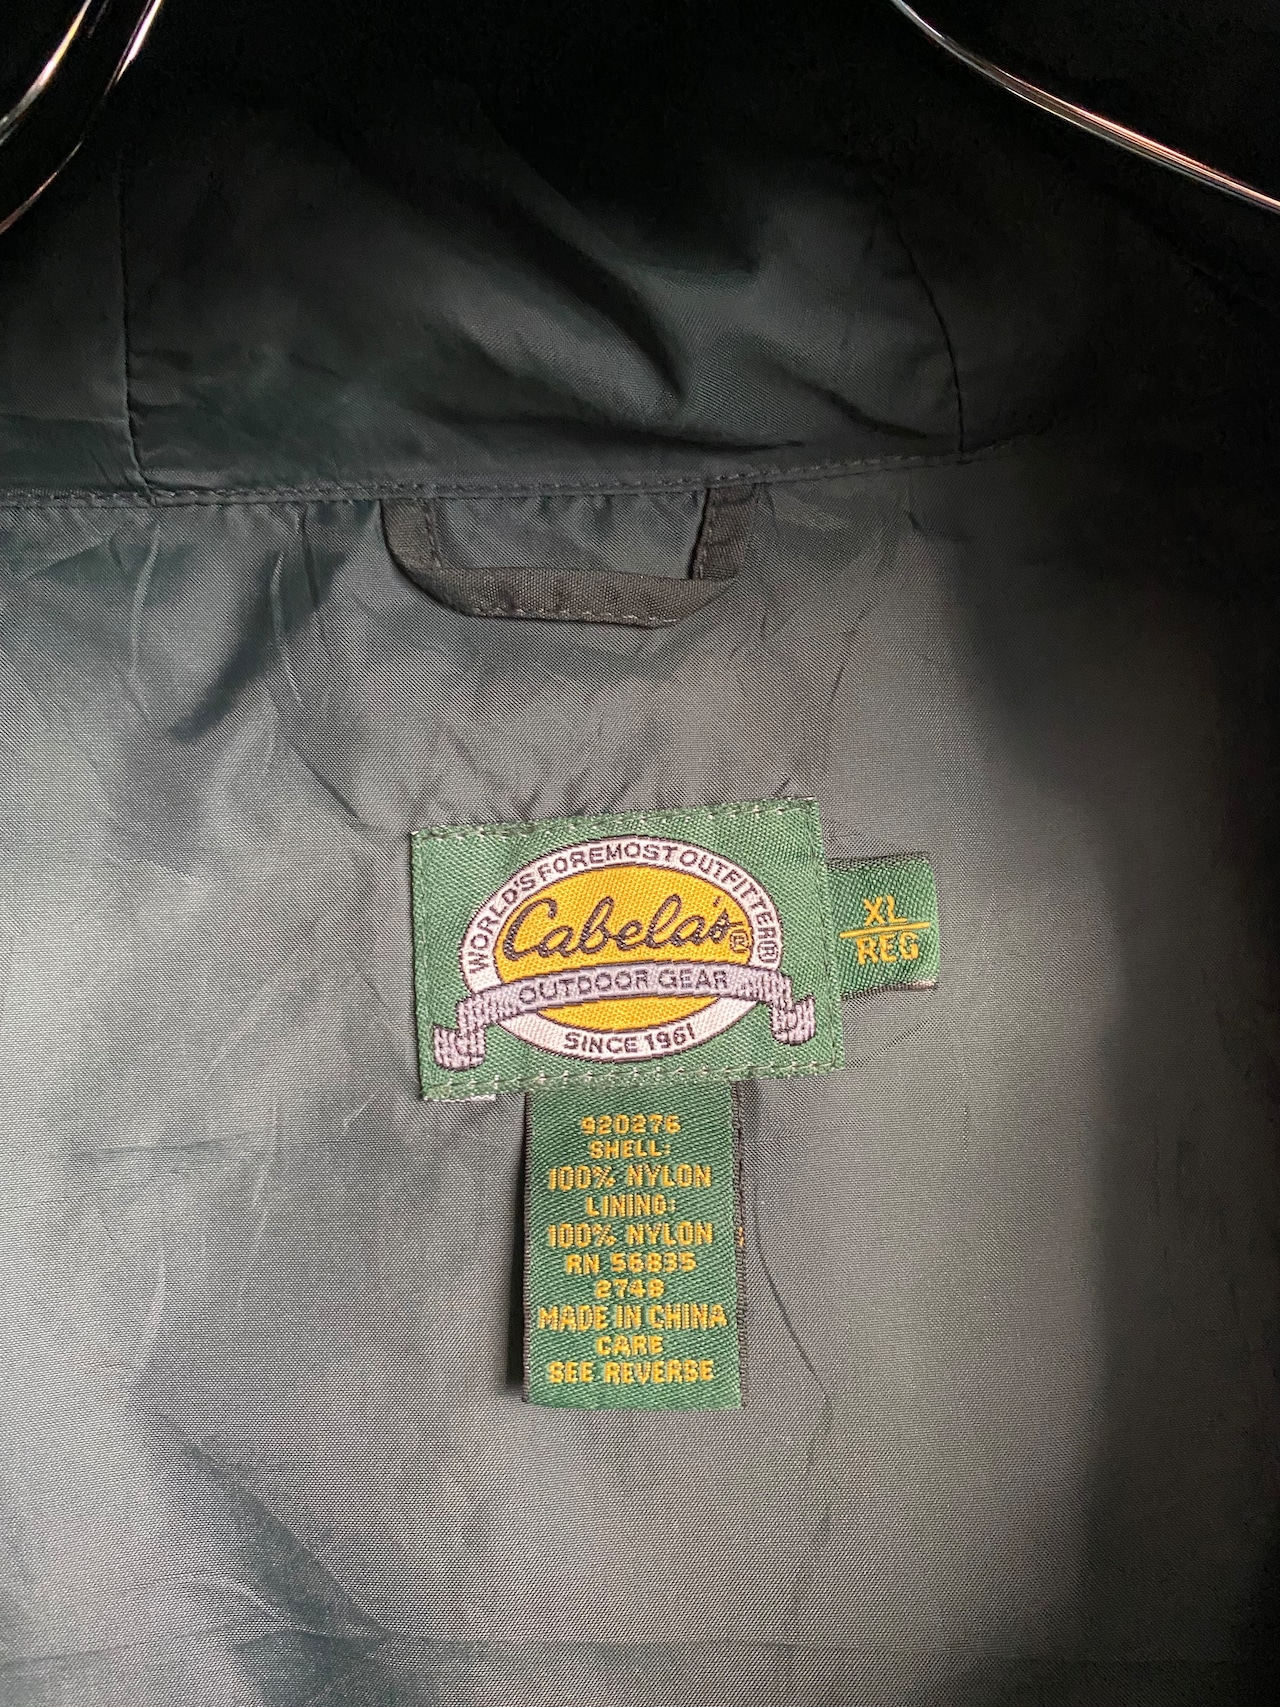 WORLD'S FOREMOST OUTFITTER®
Cabela's®
OUTDOOR GEAR
SINCE 1961
XL
REG
920276
SHELL:
100% NYLON
LINING:
100% NYLON
RN 56835
2748
MADE IN CHINA
CARE
SEE REVERSE